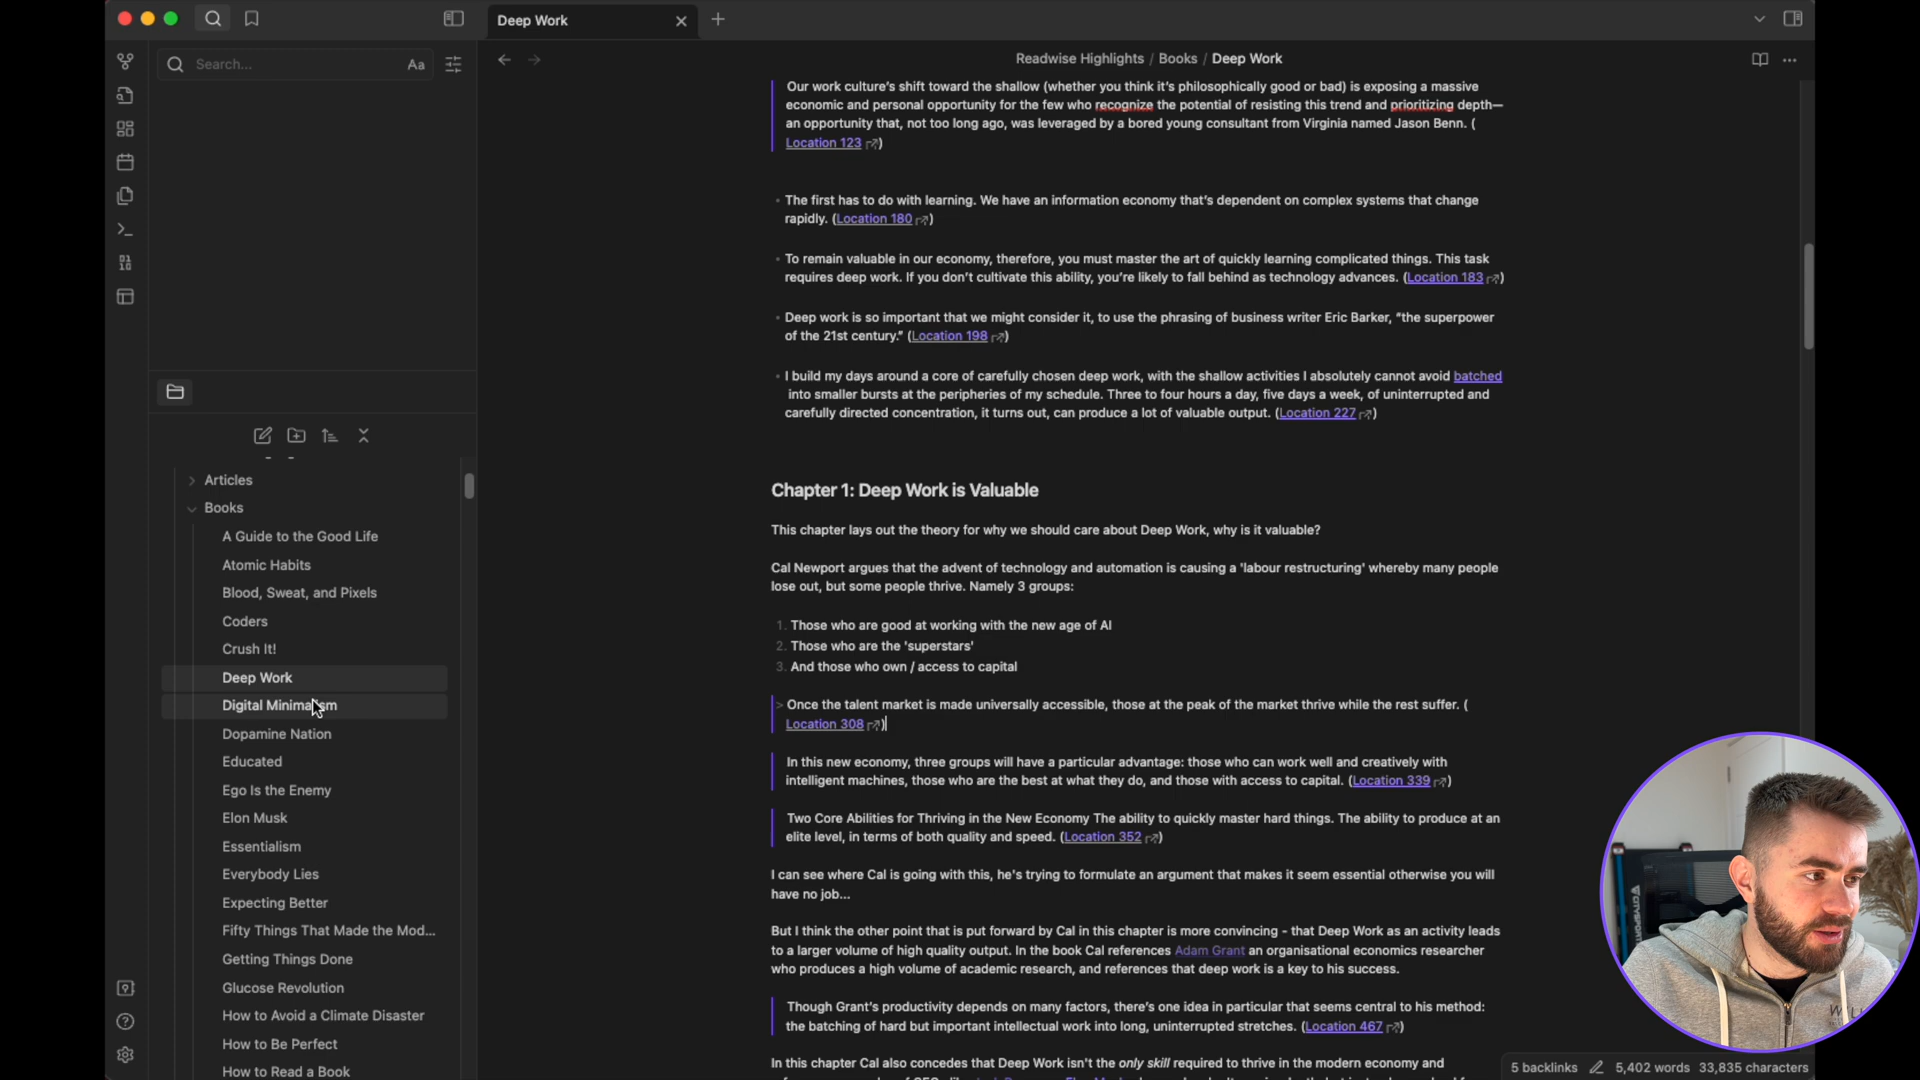 Deep Work
Search...
Aa
Articles
Books
A Guide to the Good Life
Atomic Habits
Blood, Sweat, and Pixels
Coders
Crush It!
Deep Work
Digital Minimalism
Dopamine Nation
Educated
Ego Is the Enemy
Elon Musk
Essentialism
Everybody Lies
Expecting Better
Fifty Things That Made the Mod...
Getting Things Done
Glucose Revolution
How to Avoid a Climate Disaster
How to Be Perfect
How to Read a Book
Readwise Highlights / Books / Deep Work
Our work culture's shift toward the shallow (whether you think it's philosophically good or bad) is exposing a massive
economic and personal opportunity for the few who recognize the potential of resisting this trend and prioritizing depth—
an opportunity that, not too long ago, was leveraged by a bored young consultant from Virginia named Jason Benn. (
Location 123)
The first has to do with learning. We have an information economy that's dependent on complex systems that change
rapidly. (Location 180)
To remain valuable in our economy, therefore, you must master the art of quickly learning complicated things. This task
requires deep work. If you don't cultivate this ability, you're likely to fall behind as technology advances. (Location 183)
Deep work is so important that we might consider it, to use the phrasing of business writer Eric Barker, "the superpower
of the 21st century." (Location 198)
I build my days around a core of carefully chosen deep work, with the shallow activities I absolutely cannot avoid batched
into smaller bursts at the peripheries of my schedule. Three to four hours a day, five days a week, of uninterrupted and
carefully directed concentration, it turns out, can produce a lot of valuable output. (Location 227)
Chapter 1: Deep Work is Valuable
This chapter lays out the theory for why we should care about Deep Work, why is it valuable?
Cal Newport argues that the advent of technology and automation is causing a 'labour restructuring' whereby many people
lose out, but some people thrive. Namely 3 groups:
1. Those who are good at working with the new age of AI
2. Those who are the 'superstars'
3. And those who own / access to capital
> Once the talent market is made universally accessible, those at the peak of the market thrive while the rest suffer. (
Location 308)
In this new economy, three groups will have a particular advantage: those who can work well and creatively with
intelligent machines, those who are the best at what they do, and those with access to capital. (Location 339)
Two Core Abilities for Thriving in the New Economy The ability to quickly master hard things. The ability to produce at an
elite level, in terms of both quality and speed. (Location 352)
I can see where Cal is going with this, he's trying to formulate an argument that makes it seem essential otherwise you will
have no job...
But I think the other point that is put forward by Cal in this chapter is more convincing - that Deep Work as an activity leads
to a larger volume of high quality output. In the book Cal references Adam Grant an organisational economics researcher
who produces a high volume of academic research, and references that deep work is a key to his success.
Though Grant's productivity depends on many factors, there's one idea in particular that seems central to his method:
the batching of hard but important intellectual work into long, uninterrupted stretches. (Location 467)
In this chapter Cal also concedes that Deep Work isn't the only skill required to thrive in the modern economy and
5 backlinks 5,402 words 33,835 characters